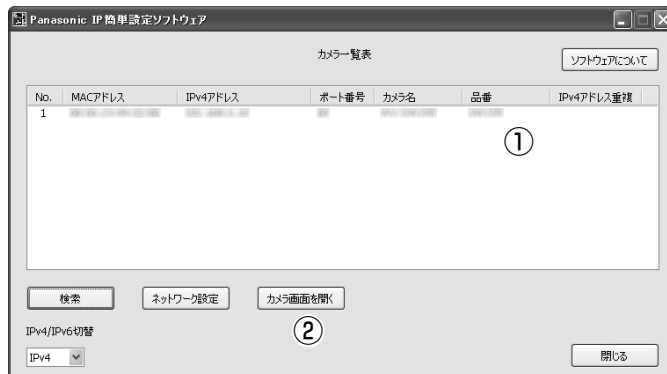 Panasonic IP簡単設定ソフトウェア
カメラ一覧表
ソフトウェアについて
No. MACアドレス IPv4アドレス ポート番号 カメラ名 品番 IPv4アドレス重複
1
①
検索 ネットワーク設定 カメラ画面を開く
②
IPv4/IPv6切替
IPv4
閉じる